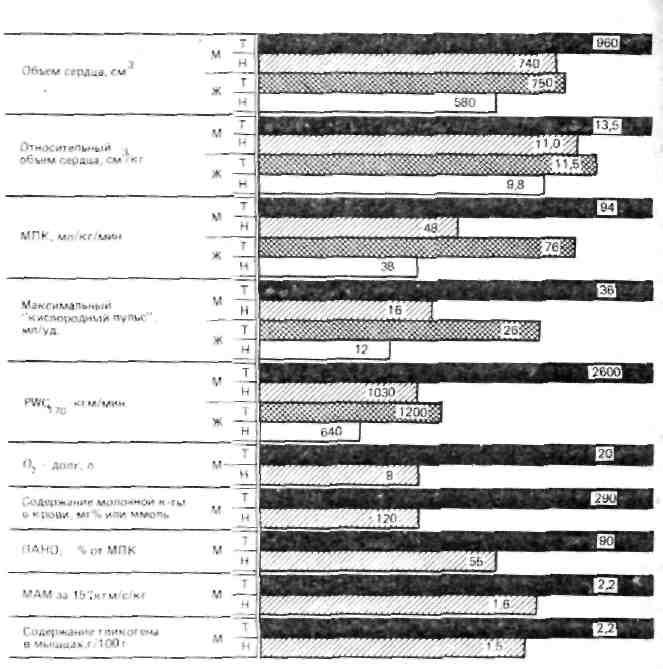 Т
960
М
Н
740
Объем сердца, см3
Т
750
Ж
Н
580
Т
13,5
М
Н
11,0
Относительный
объем сердца, см3/кг
Т
11,5
Ж
Н
9,8
Т
94
М
Н
48
МПК, мл/кг/мин
Т
76
Ж
Н
38
Т
36
М
Н
16
Максимальный
"кислородный пульс",
мл/уд.
Т
26
Ж
Н
12
Т
2600
М
Н
1030
PWC170 кгм/мин
Т
1200
Ж
Н
640
Т
20
О2 - долг, л
М
Н
8
Т
290
Содержание молочной к-ты
в крови, мг% или ммоль
М
Н
120
Т
90
ПАНО, % от МПК
М
Н
55
Т
2,2
МАМ за 15"кгм/с/кг
М
Н
1,6
Т
2,2
Содержание гликогена
в мышцах, г/100 г
М
Н
1,5